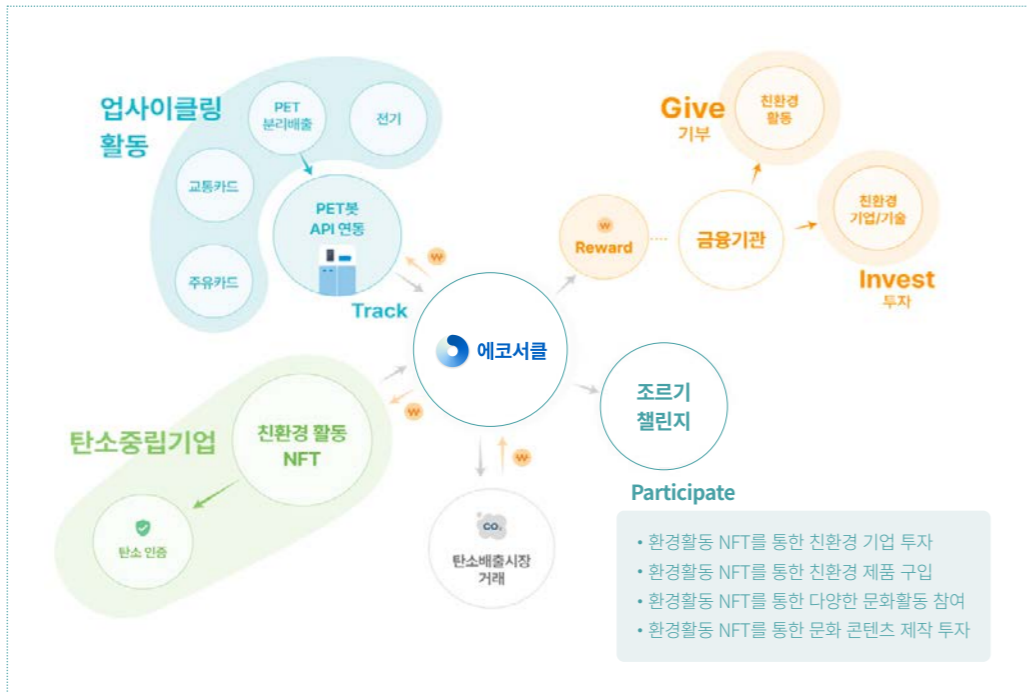 업사이클링
활동
PET
분리배출
전기
교통카드
주유카드
PET봇
API 연동
Track
₩
Give
기부
친환경
활동
₩
Reward
금융기관
친환경
기업/기술
Invest
투자
에코서클
조르기
챌린지
탄소중립기업
친환경 활동
NFT
탄소 인증
₩
₩
CO₂
탄소배출시장
거래
Participate
• 환경활동 NFT를 통한 친환경 기업 투자
• 환경활동 NFT를 통한 친환경 제품 구입
• 환경활동 NFT를 통한 다양한 문화활동 참여
• 환경활동 NFT를 통한 문화 콘텐츠 제작 투자